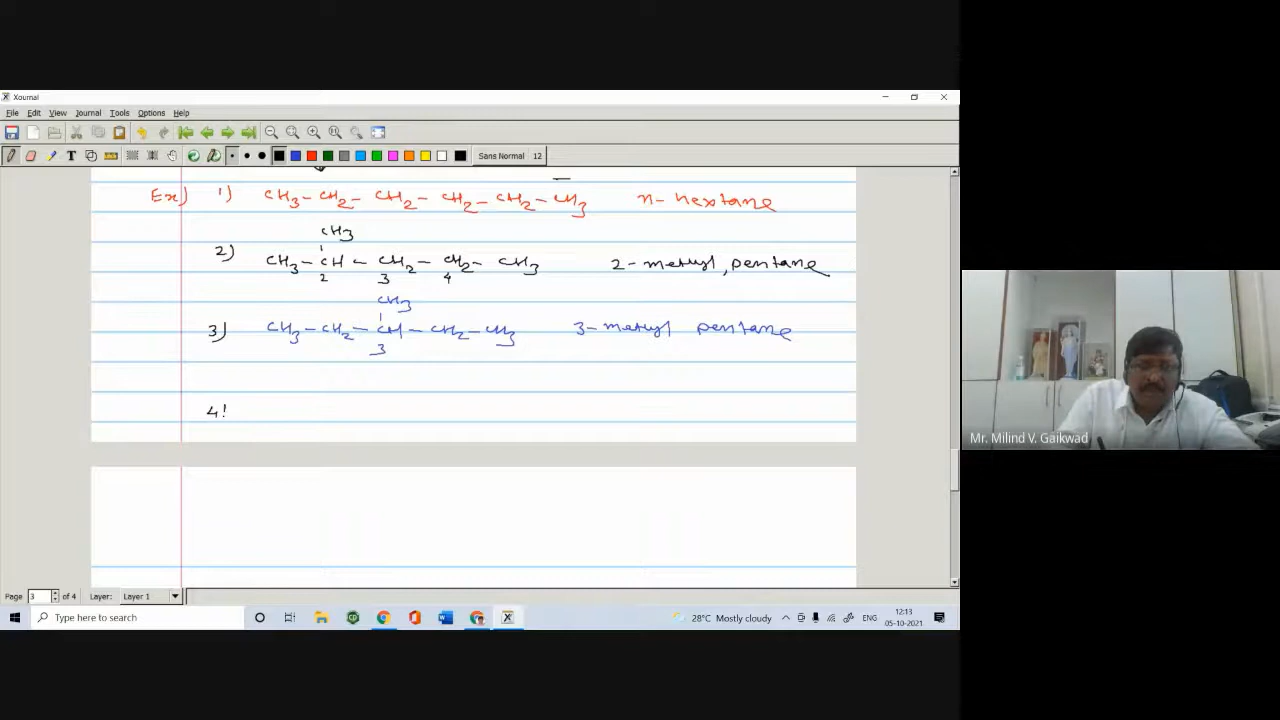 Xournal
File Edit View Journal Tools Options Help
Sans Normal 12
Ex) 1) CH3-CH2-CH2-CH2-CH2-CH3 n-hextane
CH3
2) CH3-CH-CH2-CH2-CH3 2-methyl, pentane
2 3 4
CH3
3) CH3-CH2-CH-CH2-CH3 3-methyl pentane
3
4!
Mr. Milind V. Gaikwad
Page 3 of 4 Layer: Layer 1
Type here to search
28°C Mostly cloudy ENG 12:13
05-10-2021